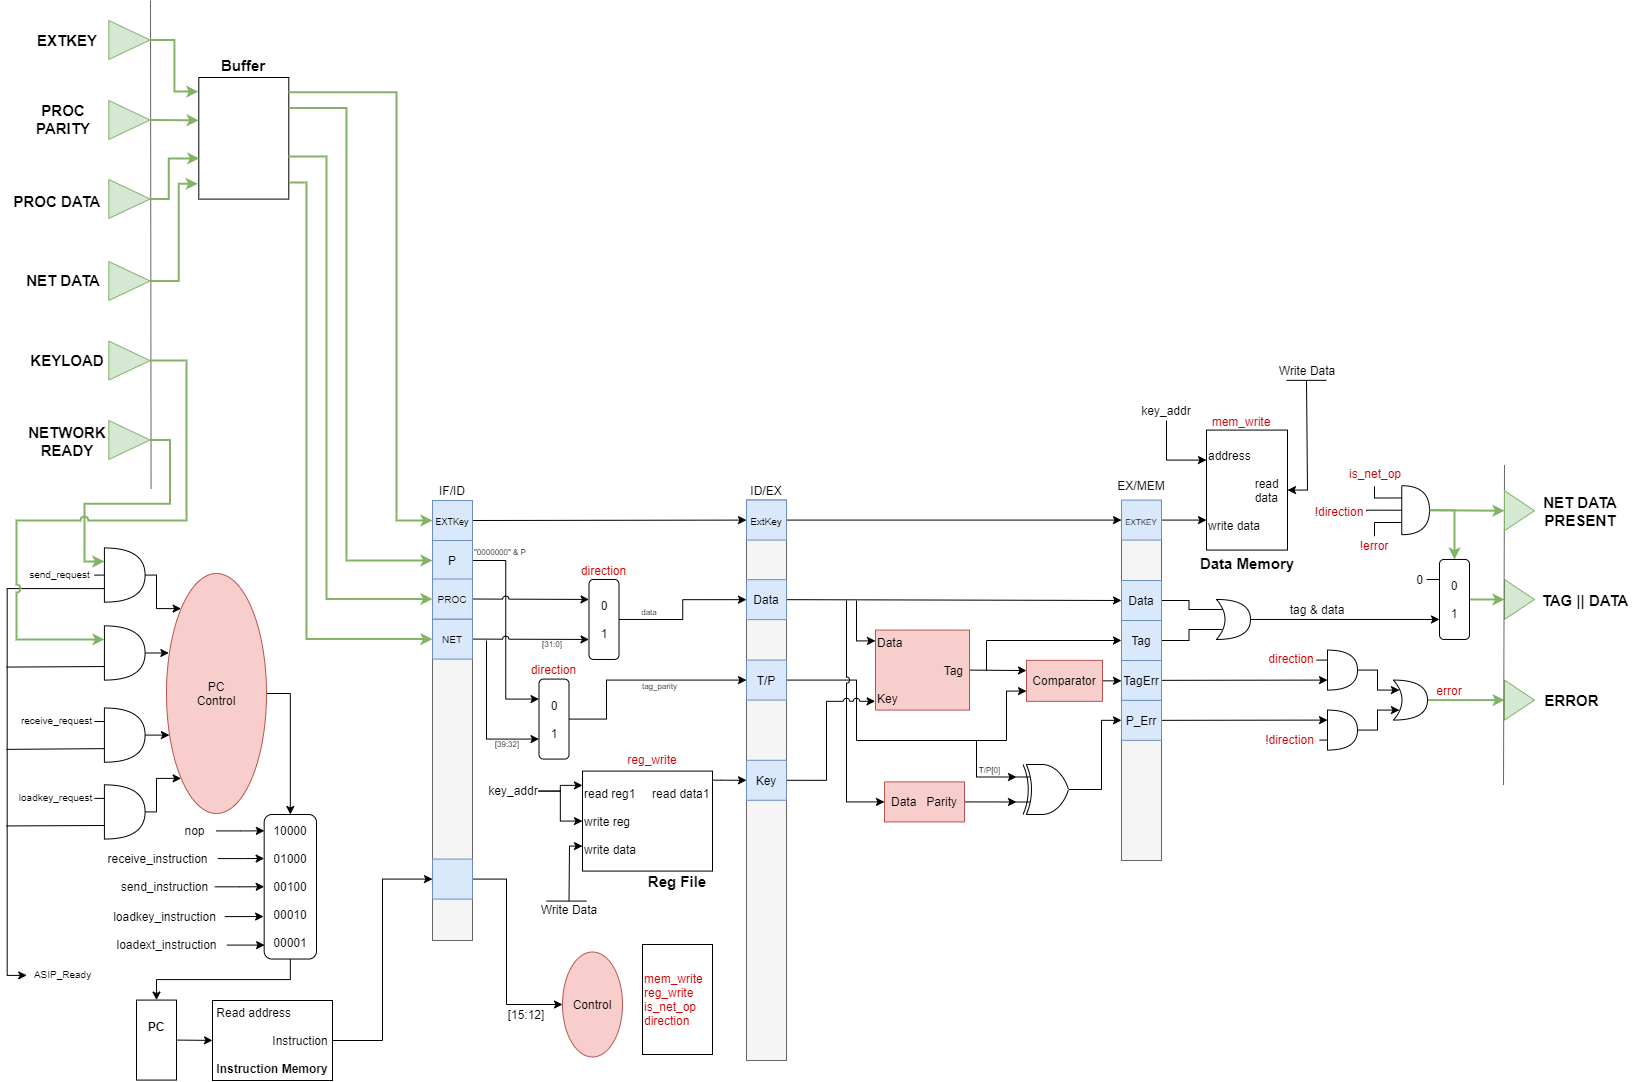 EXTKEY
PROC
PARITY
PROC DATA
NET DATA
KEYLOAD
NETWORK
READY
Buffer
send_request
receive_request
loadkey_request
ASIP_Ready
PC
Control
nop
receive_instruction
send_instruction
loadkey_instruction
loadext_instruction
10000
01000
00100
00010
00001
PC
Read address
Instruction
Instruction Memory
IF/ID
EXTKey
P
PROC
NET
"0000000" & P
direction
0
1
[31:0]
data
direction
0
1
[39:32]
tag_parity
reg_write
key_addr
read reg1
read data1
write reg
write data
Reg File
Write Data
[15:12]
Control
mem_write
reg_write
is_net_op
direction
ID/EX
ExtKey
Data
T/P
Key
Data
Tag
Key
Comparator
T/P[0]
Data Parity
EX/MEM
EXTKEY
Data
Tag
TagErr
P_Err
Write Data
key_addr
mem_write
address
read
data
write data
Data Memory
is_net_op
!direction
!error
0
0
1
tag & data
direction
!direction
error
NET DATA
PRESENT
TAG || DATA
ERROR